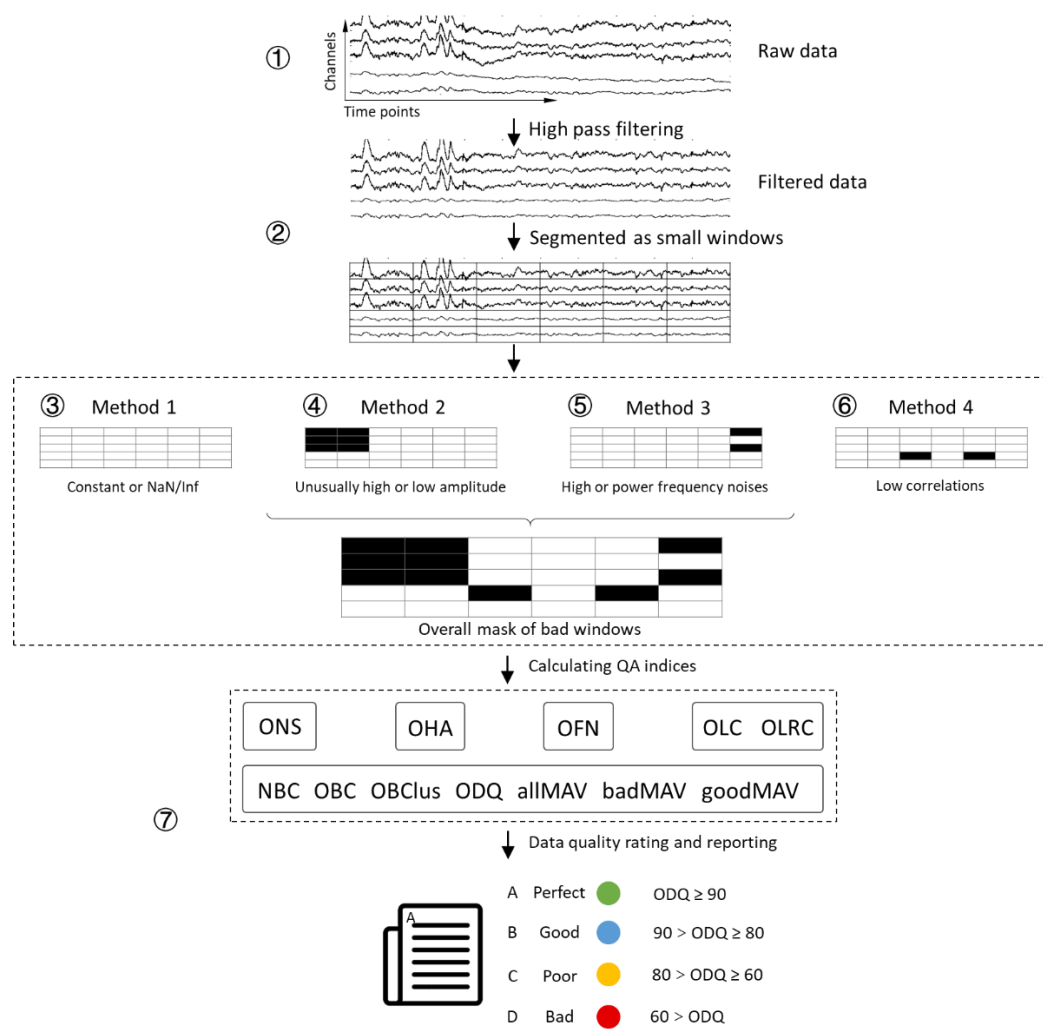 ①
Channels
Raw data
Time points
High pass filtering
Filtered data
②
Segmented as small windows
③ Method 1
④ Method 2
⑤ Method 3
⑥ Method 4
Constant or NaN/Inf
Unusually high or low amplitude
High or power frequency noises
Low correlations
Overall mask of bad windows
Calculating QA indices
ONS OHA OFN OLC OLRC
NBC OBC OBClus ODQ allMAV badMAV goodMAV
⑦
Data quality rating and reporting
A
A Perfect ODQ ≥ 90
B Good 90 > ODQ ≥ 80
C Poor 80 > ODQ ≥ 60
D Bad 60 > ODQ